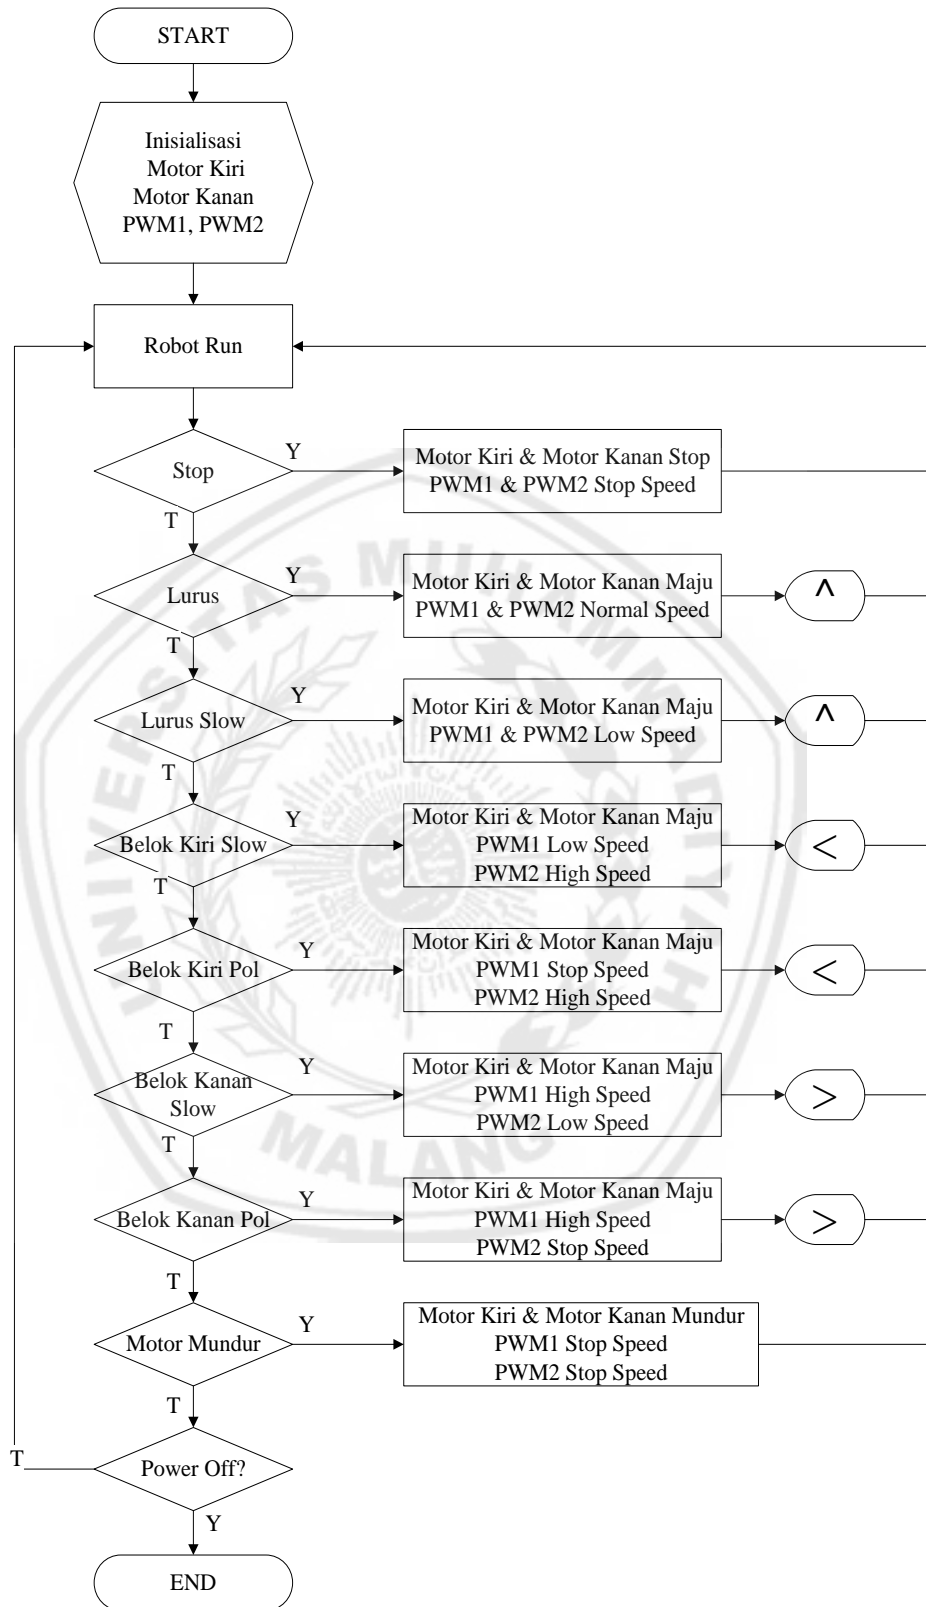 START
Inisialisasi
Motor Kiri
Motor Kanan
PWM1, PWM2
Robot Run
Stop
Y
Motor Kiri & Motor Kanan Stop
PWM1 & PWM2 Stop Speed
T
Lurus
Y
Motor Kiri & Motor Kanan Maju
PWM1 & PWM2 Normal Speed
^
T
Lurus Slow
Y
Motor Kiri & Motor Kanan Maju
PWM1 & PWM2 Low Speed
^
T
Belok Kiri Slow
Y
Motor Kiri & Motor Kanan Maju
PWM1 Low Speed
PWM2 High Speed
<
T
Belok Kiri Pol
Y
Motor Kiri & Motor Kanan Maju
PWM1 Stop Speed
PWM2 High Speed
<
T
Belok Kanan
Slow
Y
Motor Kiri & Motor Kanan Maju
PWM1 High Speed
PWM2 Low Speed
>
T
Belok Kanan Pol
Y
Motor Kiri & Motor Kanan Maju
PWM1 High Speed
PWM2 Stop Speed
>
T
Motor Mundur
Y
Motor Kiri & Motor Kanan Mundur
PWM1 Stop Speed
PWM2 Stop Speed
T
Power Off?
T
Y
END
UNIVERSITAS MUHAMMADIYAH
MALANG